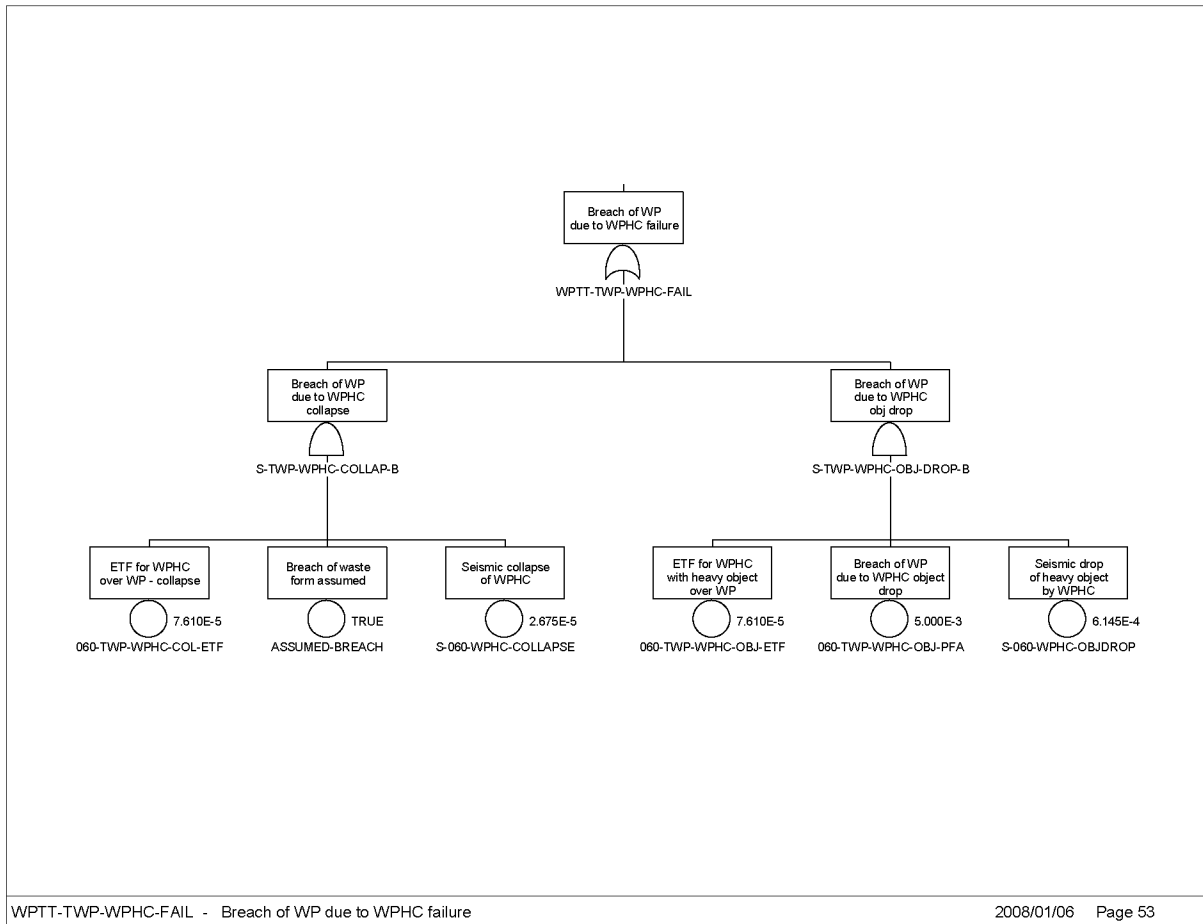 Breach of WP
due to WPHC failure
WPTT-TWP-WPHC-FAIL
Breach of WP
due to WPHC
collapse
S-TWP-WPHC-COLLAP-B
Breach of WP
due to WPHC
obj drop
S-TWP-WPHC-OBJ-DROP-B
ETF for WPHC
over WP - collapse
7.610E-5
060-TWP-WPHC-COL-ETF
Breach of waste
form assumed
TRUE
ASSUMED-BREACH
Seismic collapse
of WPHC
2.675E-5
S-060-WPHC-COLLAPSE
ETF for WPHC
with heavy object
over WP
7.610E-5
060-TWP-WPHC-OBJ-ETF
Breach of WP
due to WPHC object
drop
5.000E-3
060-TWP-WPHC-OBJ-PFA
Seismic drop
of heavy object
by WPHC
6.145E-4
S-060-WPHC-OBJDROP
WPTT-TWP-WPHC-FAIL - Breach of WP due to WPHC failure
2008/01/06 Page 53